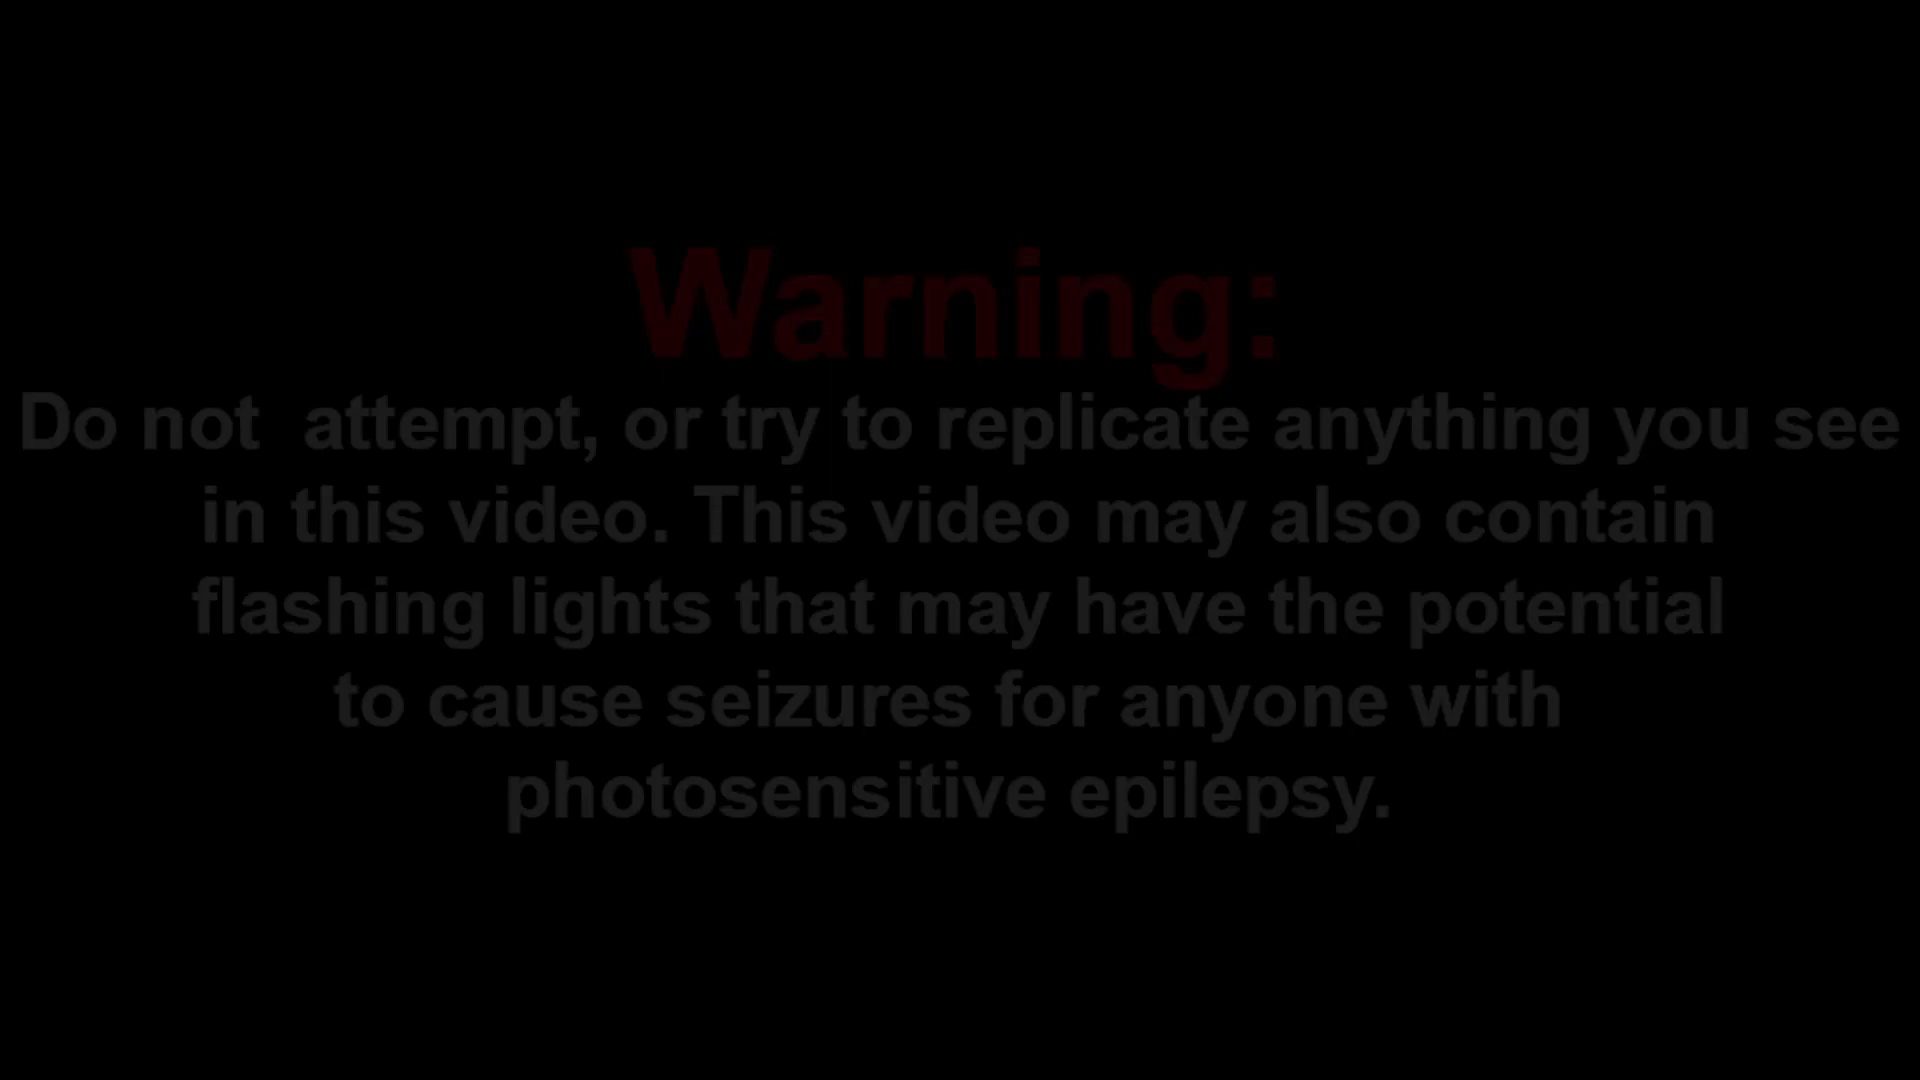 Warning:
Do not  attempt, or try to replicate anything you see
in this video. This video may also contain
flashing lights that may have the potential
to cause seizures for anyone with
photosensitive epilepsy.